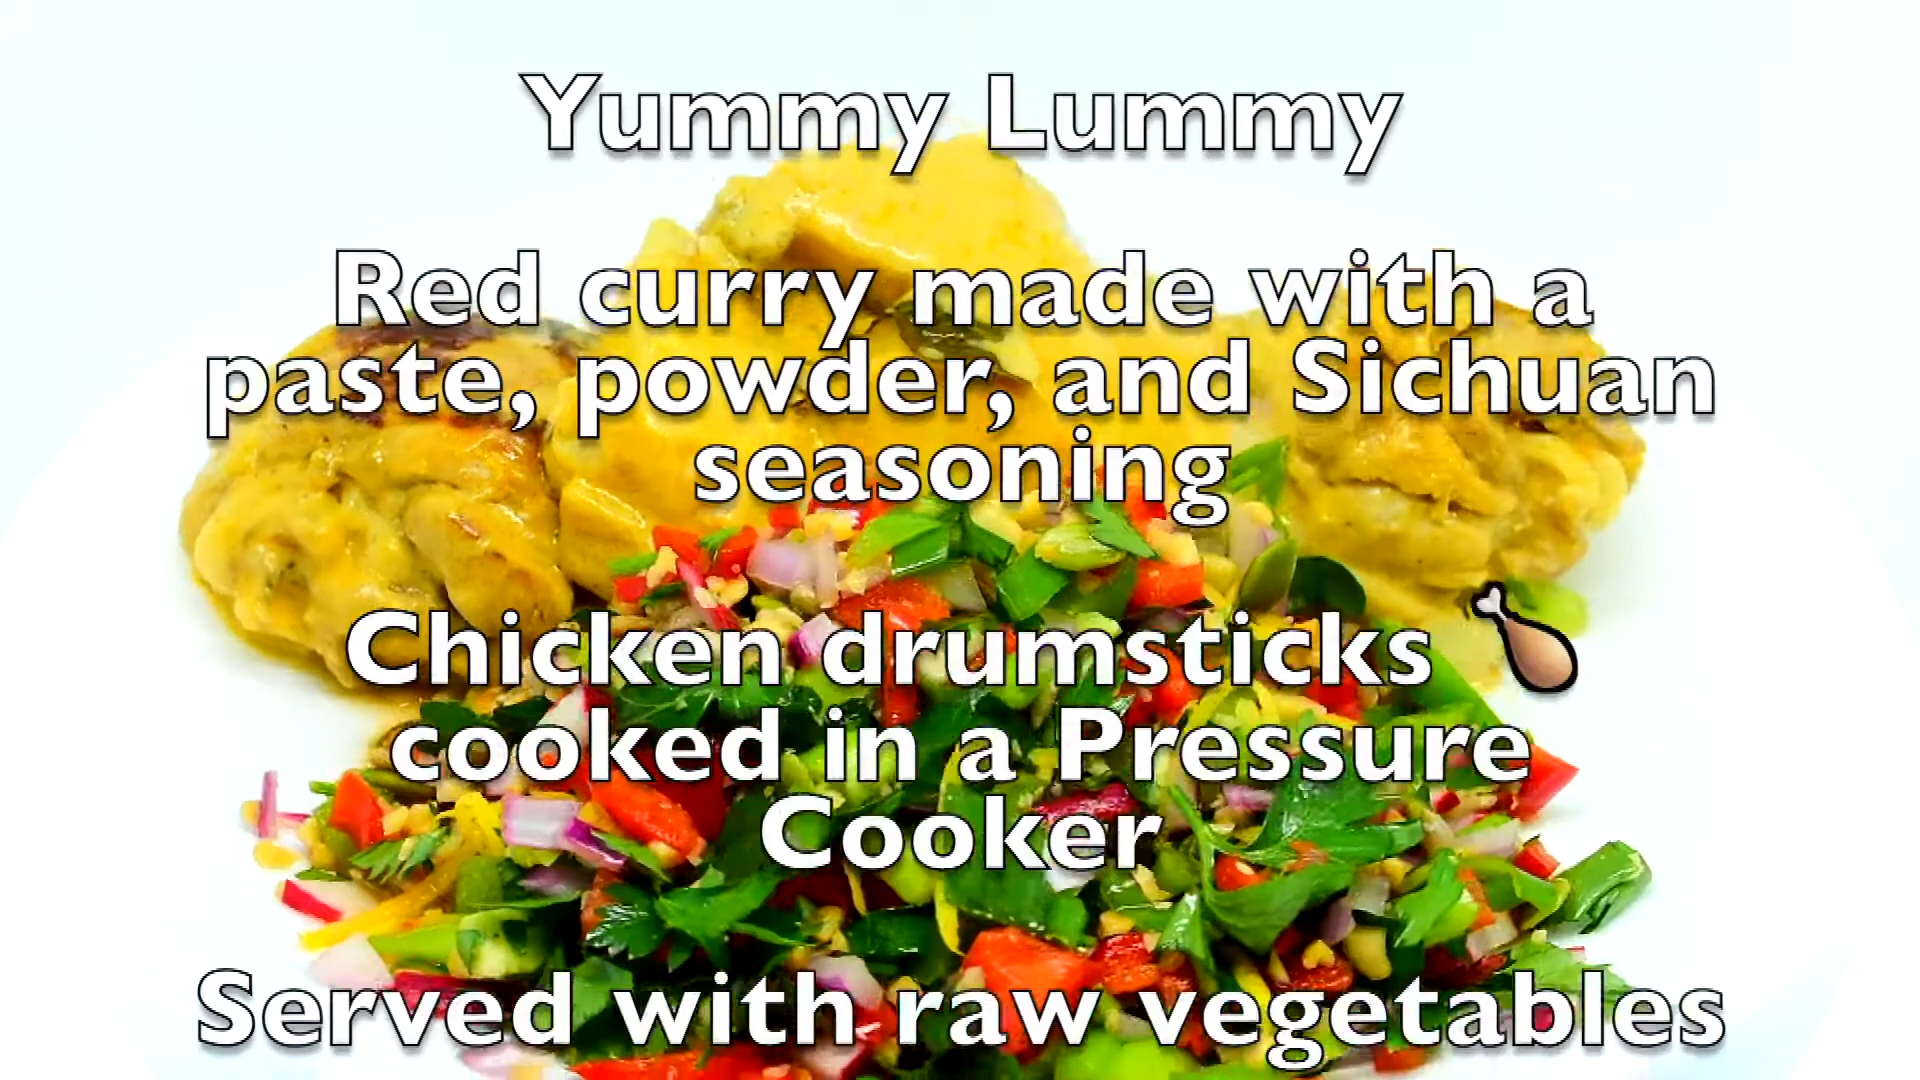 Yummy Lummy
Red curry made with a
paste, powder, and Sichuan
seasoning
Chicken drumsticks 🍗
cooked in a Pressure
Cooker
Served with raw vegetables